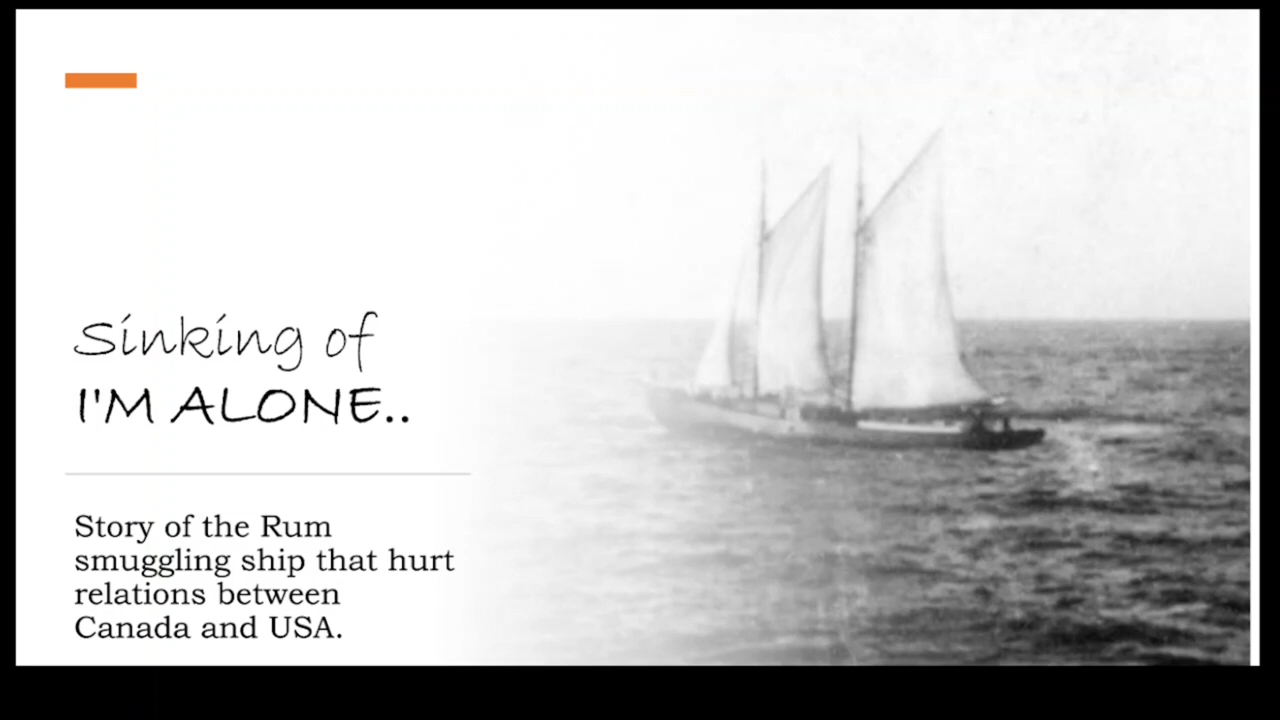 Sinking of
I'M ALONE..
Story of the Rum
smuggling ship that hurt
relations between
Canada and USA.